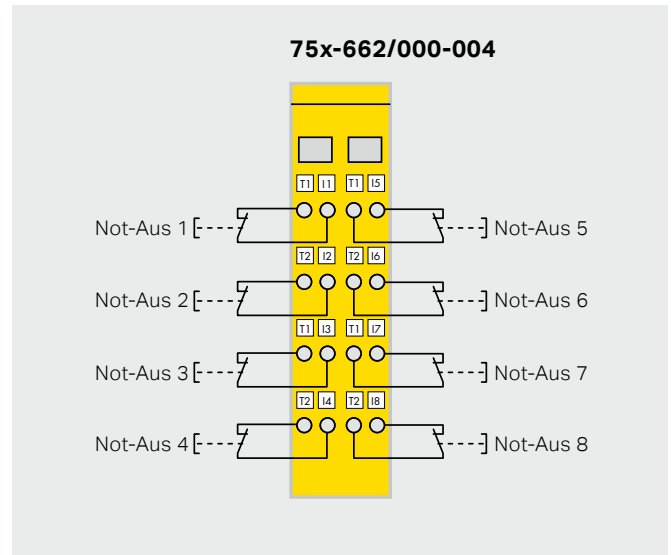 75x-662/000-004
T1 I1 T1 I5
Not-Aus 1 Not-Aus 5
T2 I2 T2 I6
Not-Aus 2 Not-Aus 6
T1 I3 T1 I7
Not-Aus 3 Not-Aus 7
T2 I4 T2 I8
Not-Aus 4 Not-Aus 8